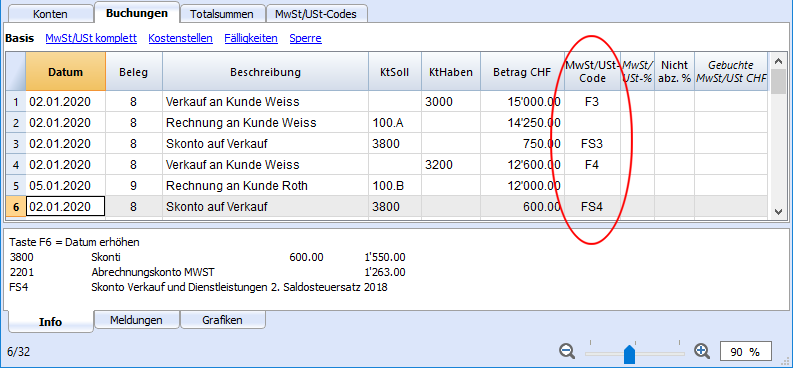 Konten Buchungen Totalsummen MwSt/USt-Codes
Basis MwSt/USt komplett Kostenstellen Fälligkeiten Sperre
Datum Beleg Beschreibung KtSoll KtHaben Betrag CHF MwSt/USt-Code MwSt/USt-% Nicht abz. % Gebuchte MwSt/USt CHF
1 02.01.2020 8 Verkauf an Kunde Weiss 3000 15'000.00 F3
2 02.01.2020 8 Rechnung an Kunde Weiss 100.A 14'250.00
3 02.01.2020 8 Skonto auf Verkauf 3800 750.00 FS3
4 02.01.2020 8 Verkauf an Kunde Weiss 3200 12'600.00 F4
5 05.01.2020 9 Rechnung an Kunde Roth 100.B 12'000.00
6 02.01.2020 8 Skonto auf Verkauf 3800 600.00 FS4
Taste F6 = Datum erhöhen
3800 Skonti 600.00 1'550.00
2201 Abrechnungskonto MWST 1'263.00
FS4 Skonto Verkauf und Dienstleistungen 2. Saldosteuersatz 2018
Info Meldungen Grafiken
6/32 90 %